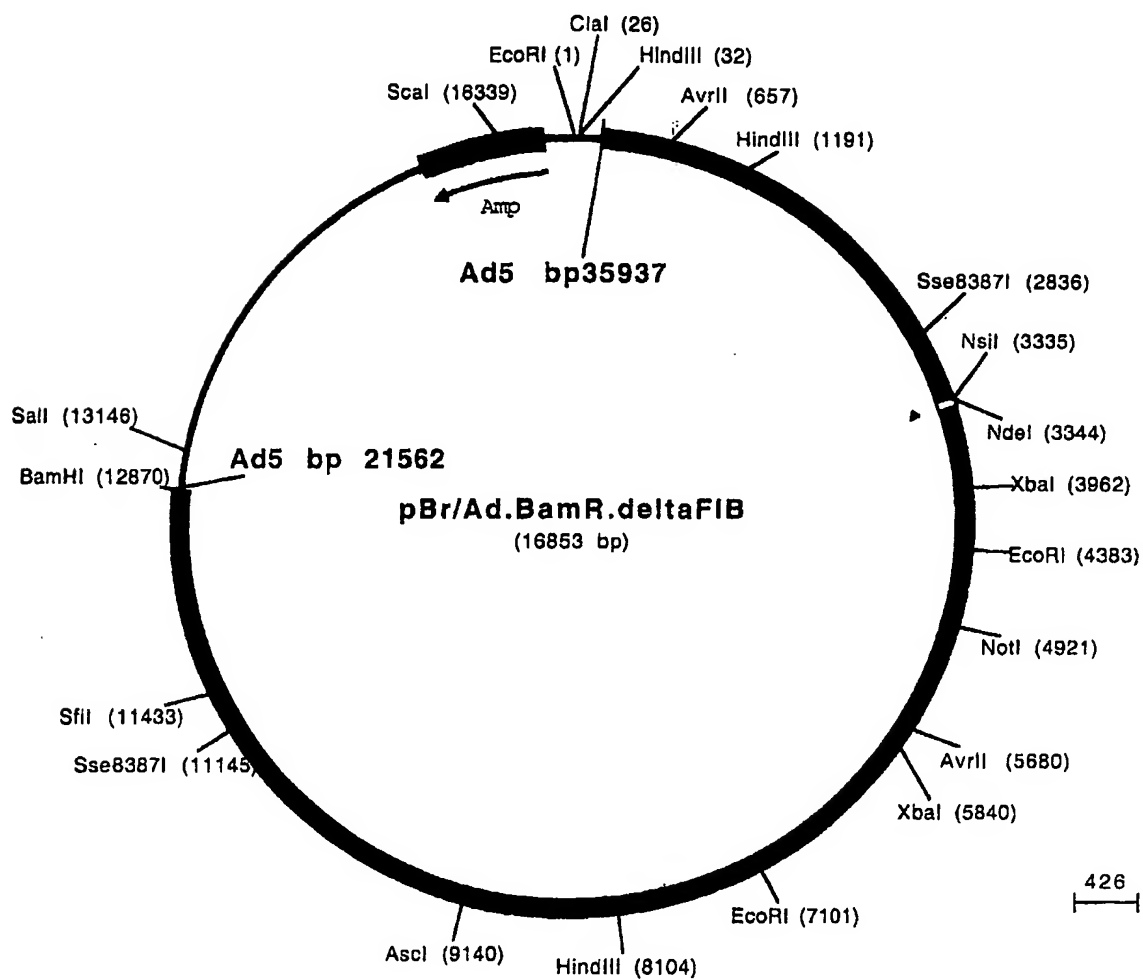 ClaI (26)
EcoRI (1)
HindIII (32)
ScaI (16339)
AvrII (657)
HindIII (1191)
Amp
Ad5 bp35937
Sse8387I (2836)
NsiI (3335)
SalI (13146)
NdeI (3344)
Ad5 bp 21562
BamHI (12870)
XbaI (3962)
pBr/Ad.BamR.deltaFIB
(16853 bp)
EcoRI (4383)
NotI (4921)
SfiI (11433)
Sse8387I (11145)
AvrII (5680)
XbaI (5840)
426
EcoRI (7101)
AscI (9140)
HindIII (8104)